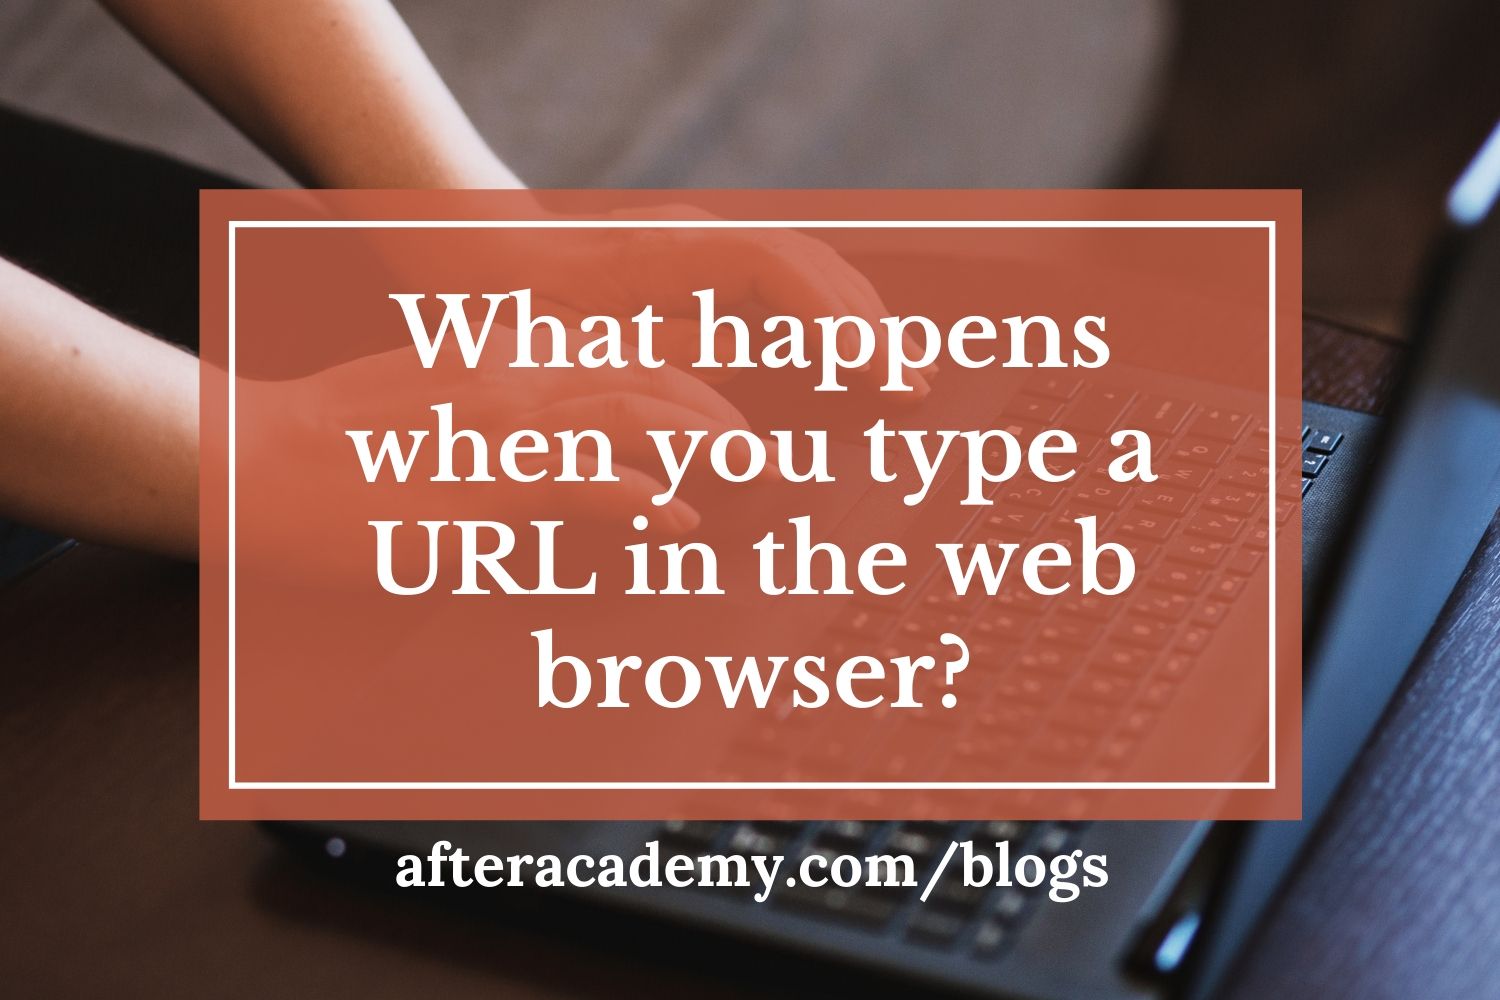 What happens
when you type a
URL in the web
browser?
afteracademy.com/blogs